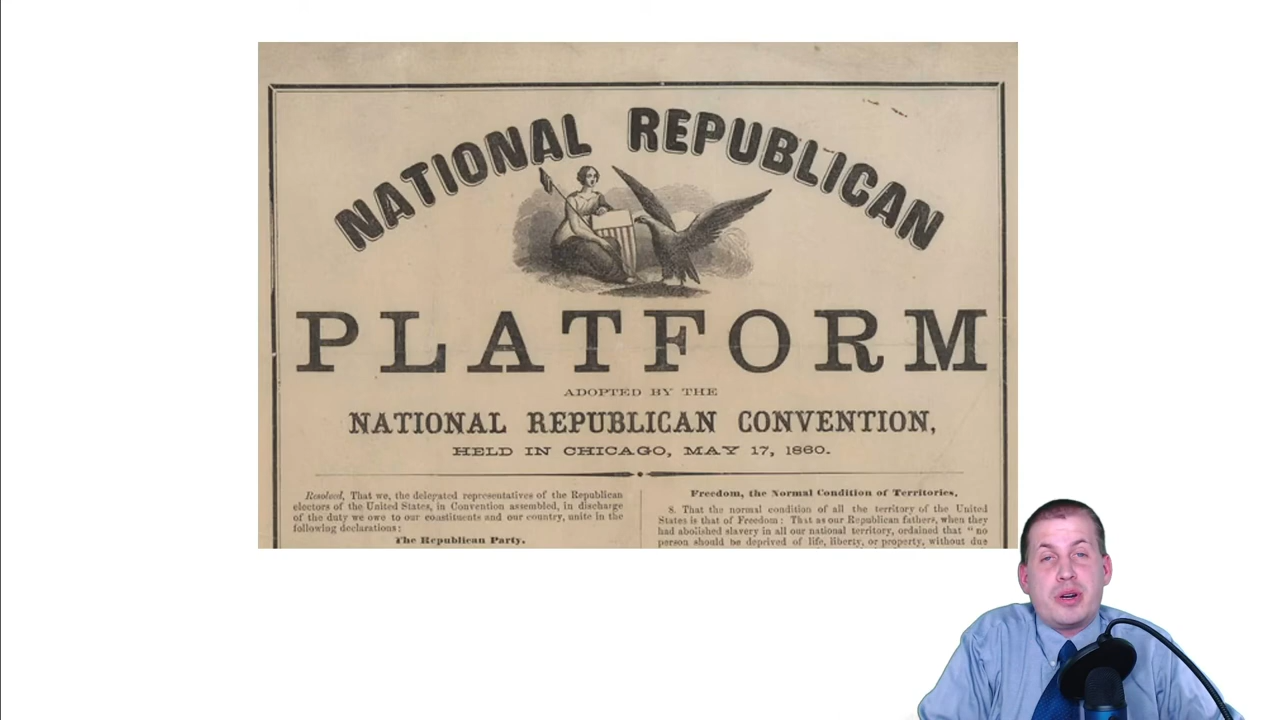 NATIONAL REPUBLICAN
PLATFORM
ADOPTED BY THE
NATIONAL REPUBLICAN CONVENTION,
HELD IN CHICAGO, MAY 17, 1860.
Resolved, That we, the delegated representatives of the Republican
electors of the United States, in Convention assembled, in discharge
of the duty we owe to our constituents and our country, unite in the
following declarations:
The Republican Party.
Freedom, the Normal Condition of Territories.
8. That the normal condition of all the territory of the United
States is that of Freedom: That as our Republican fathers, when they
had abolished slavery in all our national territory, ordained that "no
person should be deprived of life, liberty, or property, without due